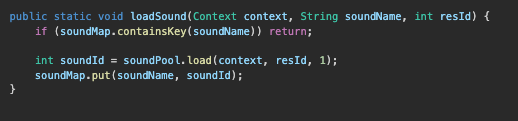 public static void loadSound(Context context, String soundName, int resId) {
    if (soundMap.containsKey(soundName)) return;

    int soundId = soundPool.load(context, resId, 1);
    soundMap.put(soundName, soundId);
}